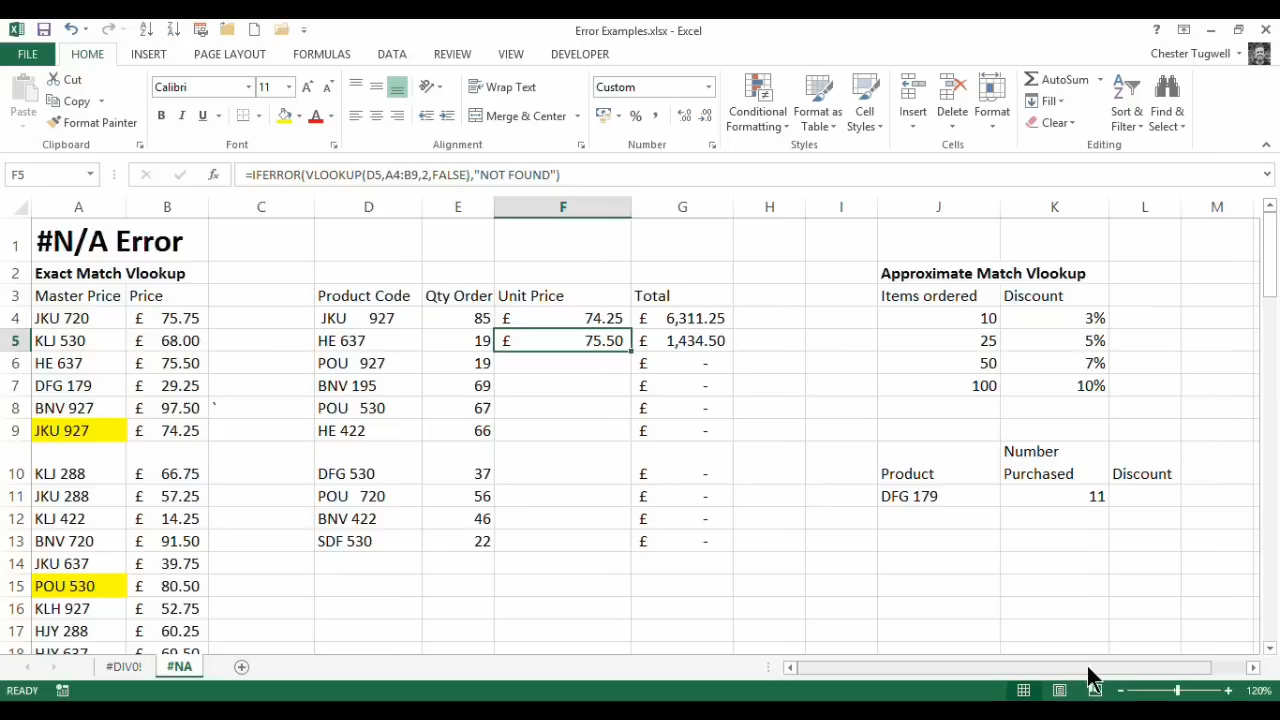 Error Examples.xlsx - Excel
FILE HOME INSERT PAGE LAYOUT FORMULAS DATA REVIEW VIEW DEVELOPER Chester Tugwell
Paste Cut Copy Format Painter Clipboard
Calibri 11 B I U A Font
Wrap Text Merge & Center Alignment
Custom % , Number
Conditional Formatting Format as Table Cell Styles Styles
Insert Delete Format Cells
AutoSum Fill Clear Sort & Filter Find & Select Editing
F5 fx =IFERROR(VLOOKUP(D5,A4:B9,2,FALSE),"NOT FOUND")
A B C D E F G H I J K L M
1 #N/A Error
2 Exact Match Vlookup Approximate Match Vlookup
3 Master Price Price Product Code Qty Order Unit Price Total Items ordered Discount
4 JKU 720 £ 75.75 JKU 927 85 £ 74.25 £ 6,311.25 10 3%
5 KLJ 530 £ 68.00 HE 637 19 £ 75.50 £ 1,434.50 25 5%
6 HE 637 £ 75.50 POU 927 19 £ - 50 7%
7 DFG 179 £ 29.25 BNV 195 69 £ - 100 10%
8 BNV 927 £ 97.50 ` POU 530 67 £ -
9 JKU 927 £ 74.25 HE 422 66 £ -
Number
10 KLJ 288 £ 66.75 DFG 530 37 £ - Product Purchased Discount
11 JKU 288 £ 57.25 POU 720 56 £ - DFG 179 11
12 KLJ 422 £ 14.25 BNV 422 46 £ -
13 BNV 720 £ 91.50 SDF 530 22 £ -
14 JKU 637 £ 39.75
15 POU 530 £ 80.50
16 KLH 927 £ 52.75
17 HJY 288 £ 60.25
18 HJY 637 £ 69.50
#DIV0! #NA
READY 120%